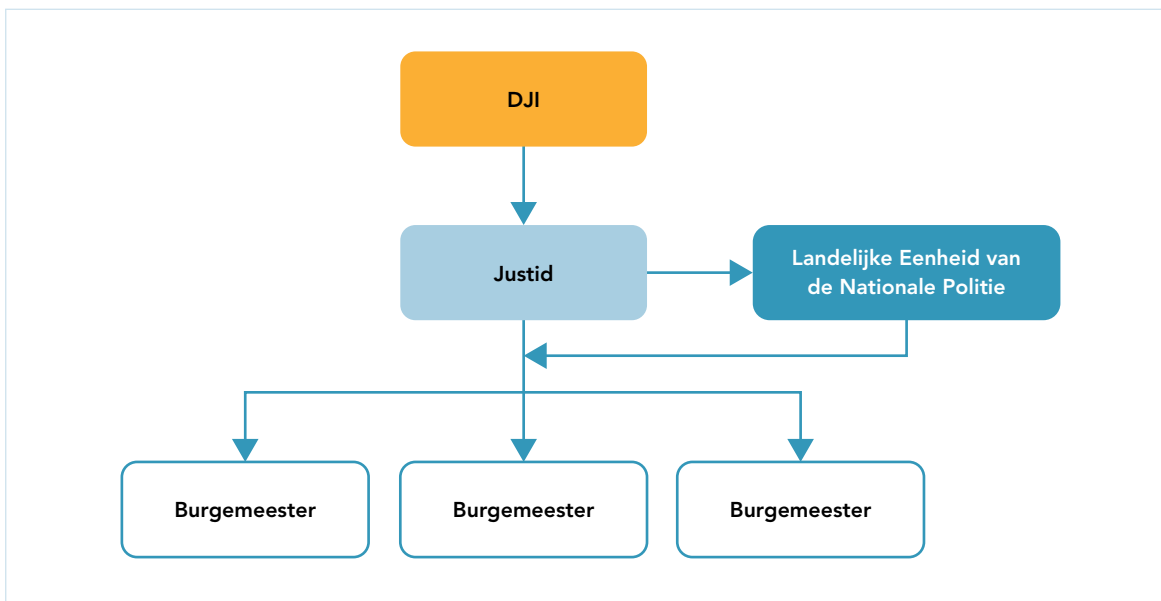 DJI
Justid
Landelijke Eenheid van
de Nationale Politie
Burgemeester
Burgemeester
Burgemeester